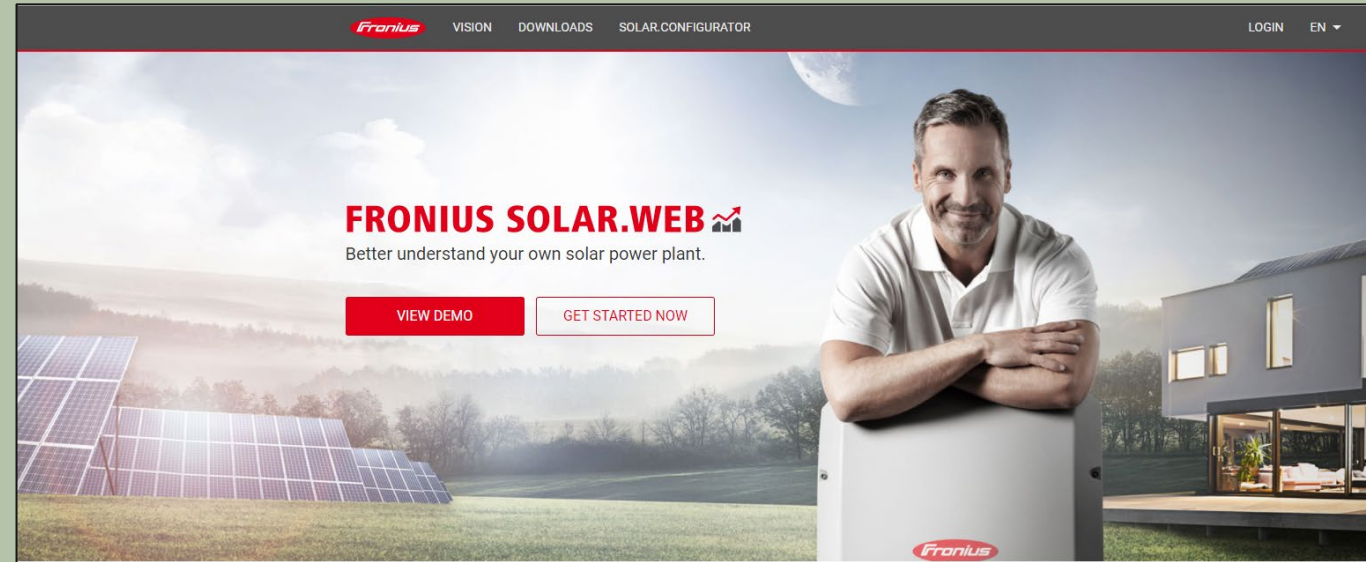 Fronius VISION DOWNLOADS SOLAR.CONFIGURATOR LOGIN EN
FRONIUS SOLAR.WEB
Better understand your own solar power plant.
VIEW DEMO GET STARTED NOW
Fronius